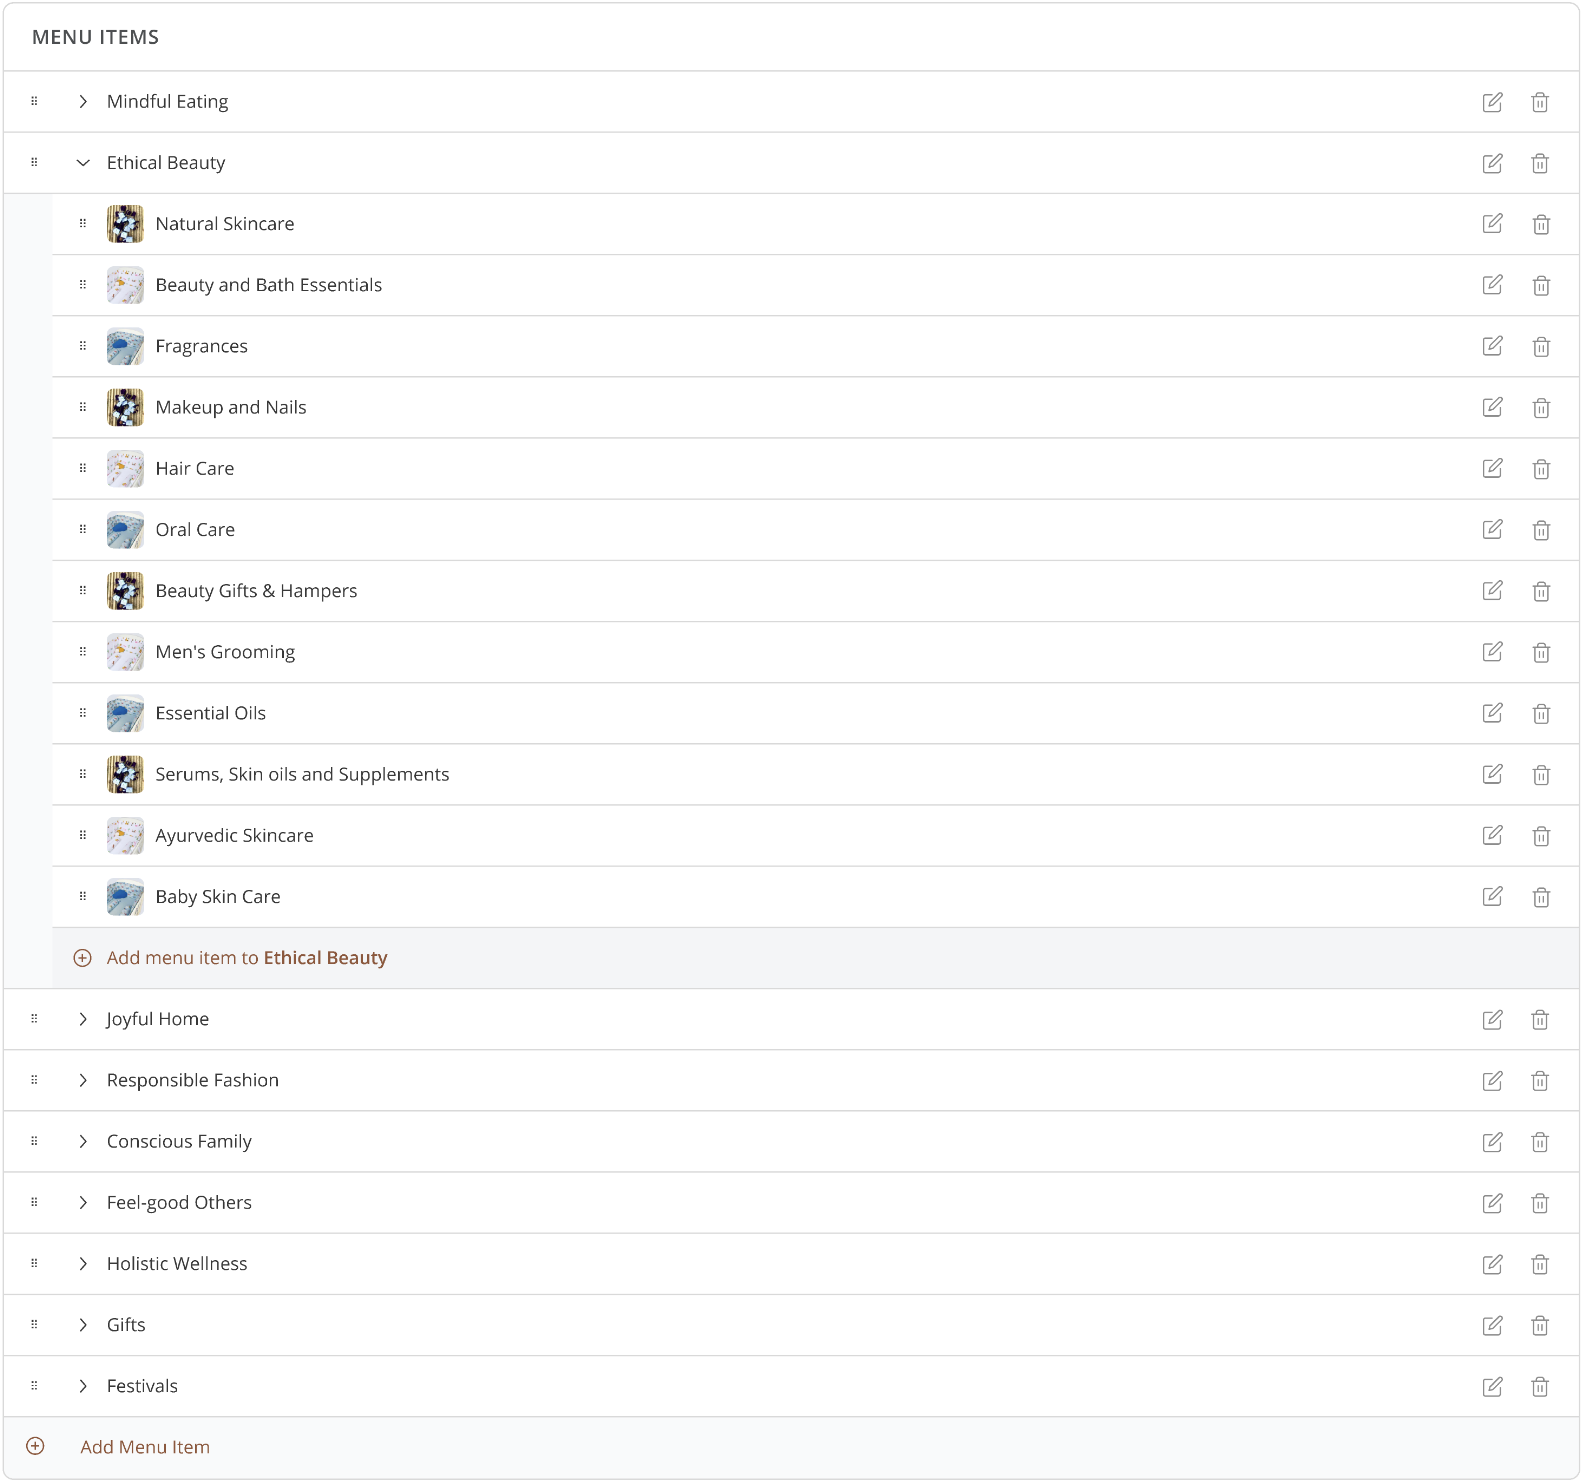 MENU ITEMS
Mindful Eating
Ethical Beauty
Natural Skincare
Beauty and Bath Essentials
Fragrances
Makeup and Nails
Hair Care
Oral Care
Beauty Gifts & Hampers
Men's Grooming
Essential Oils
Serums, Skin oils and Supplements
Ayurvedic Skincare
Baby Skin Care
Add menu item to Ethical Beauty
Joyful Home
Responsible Fashion
Conscious Family
Feel-good Others
Holistic Wellness
Gifts
Festivals
Add Menu Item